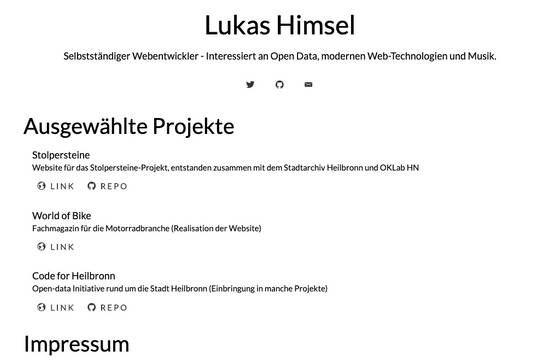 Lukas Himsel
Selbstständiger Webentwickler - Interessiert an Open Data, modernen Web-Technologien und Musik.
Ausgewählte Projekte
Stolpersteine
Website für das Stolpersteine-Projekt, entstanden zusammen mit dem Stadtarchiv Heilbronn und OKLab HN
LINK REPO
World of Bike
Fachmagazin für die Motorradbranche (Realisation der Website)
LINK
Code for Heilbronn
Open-data Initiative rund um die Stadt Heilbronn (Einbringung in manche Projekte)
LINK REPO
Impressum